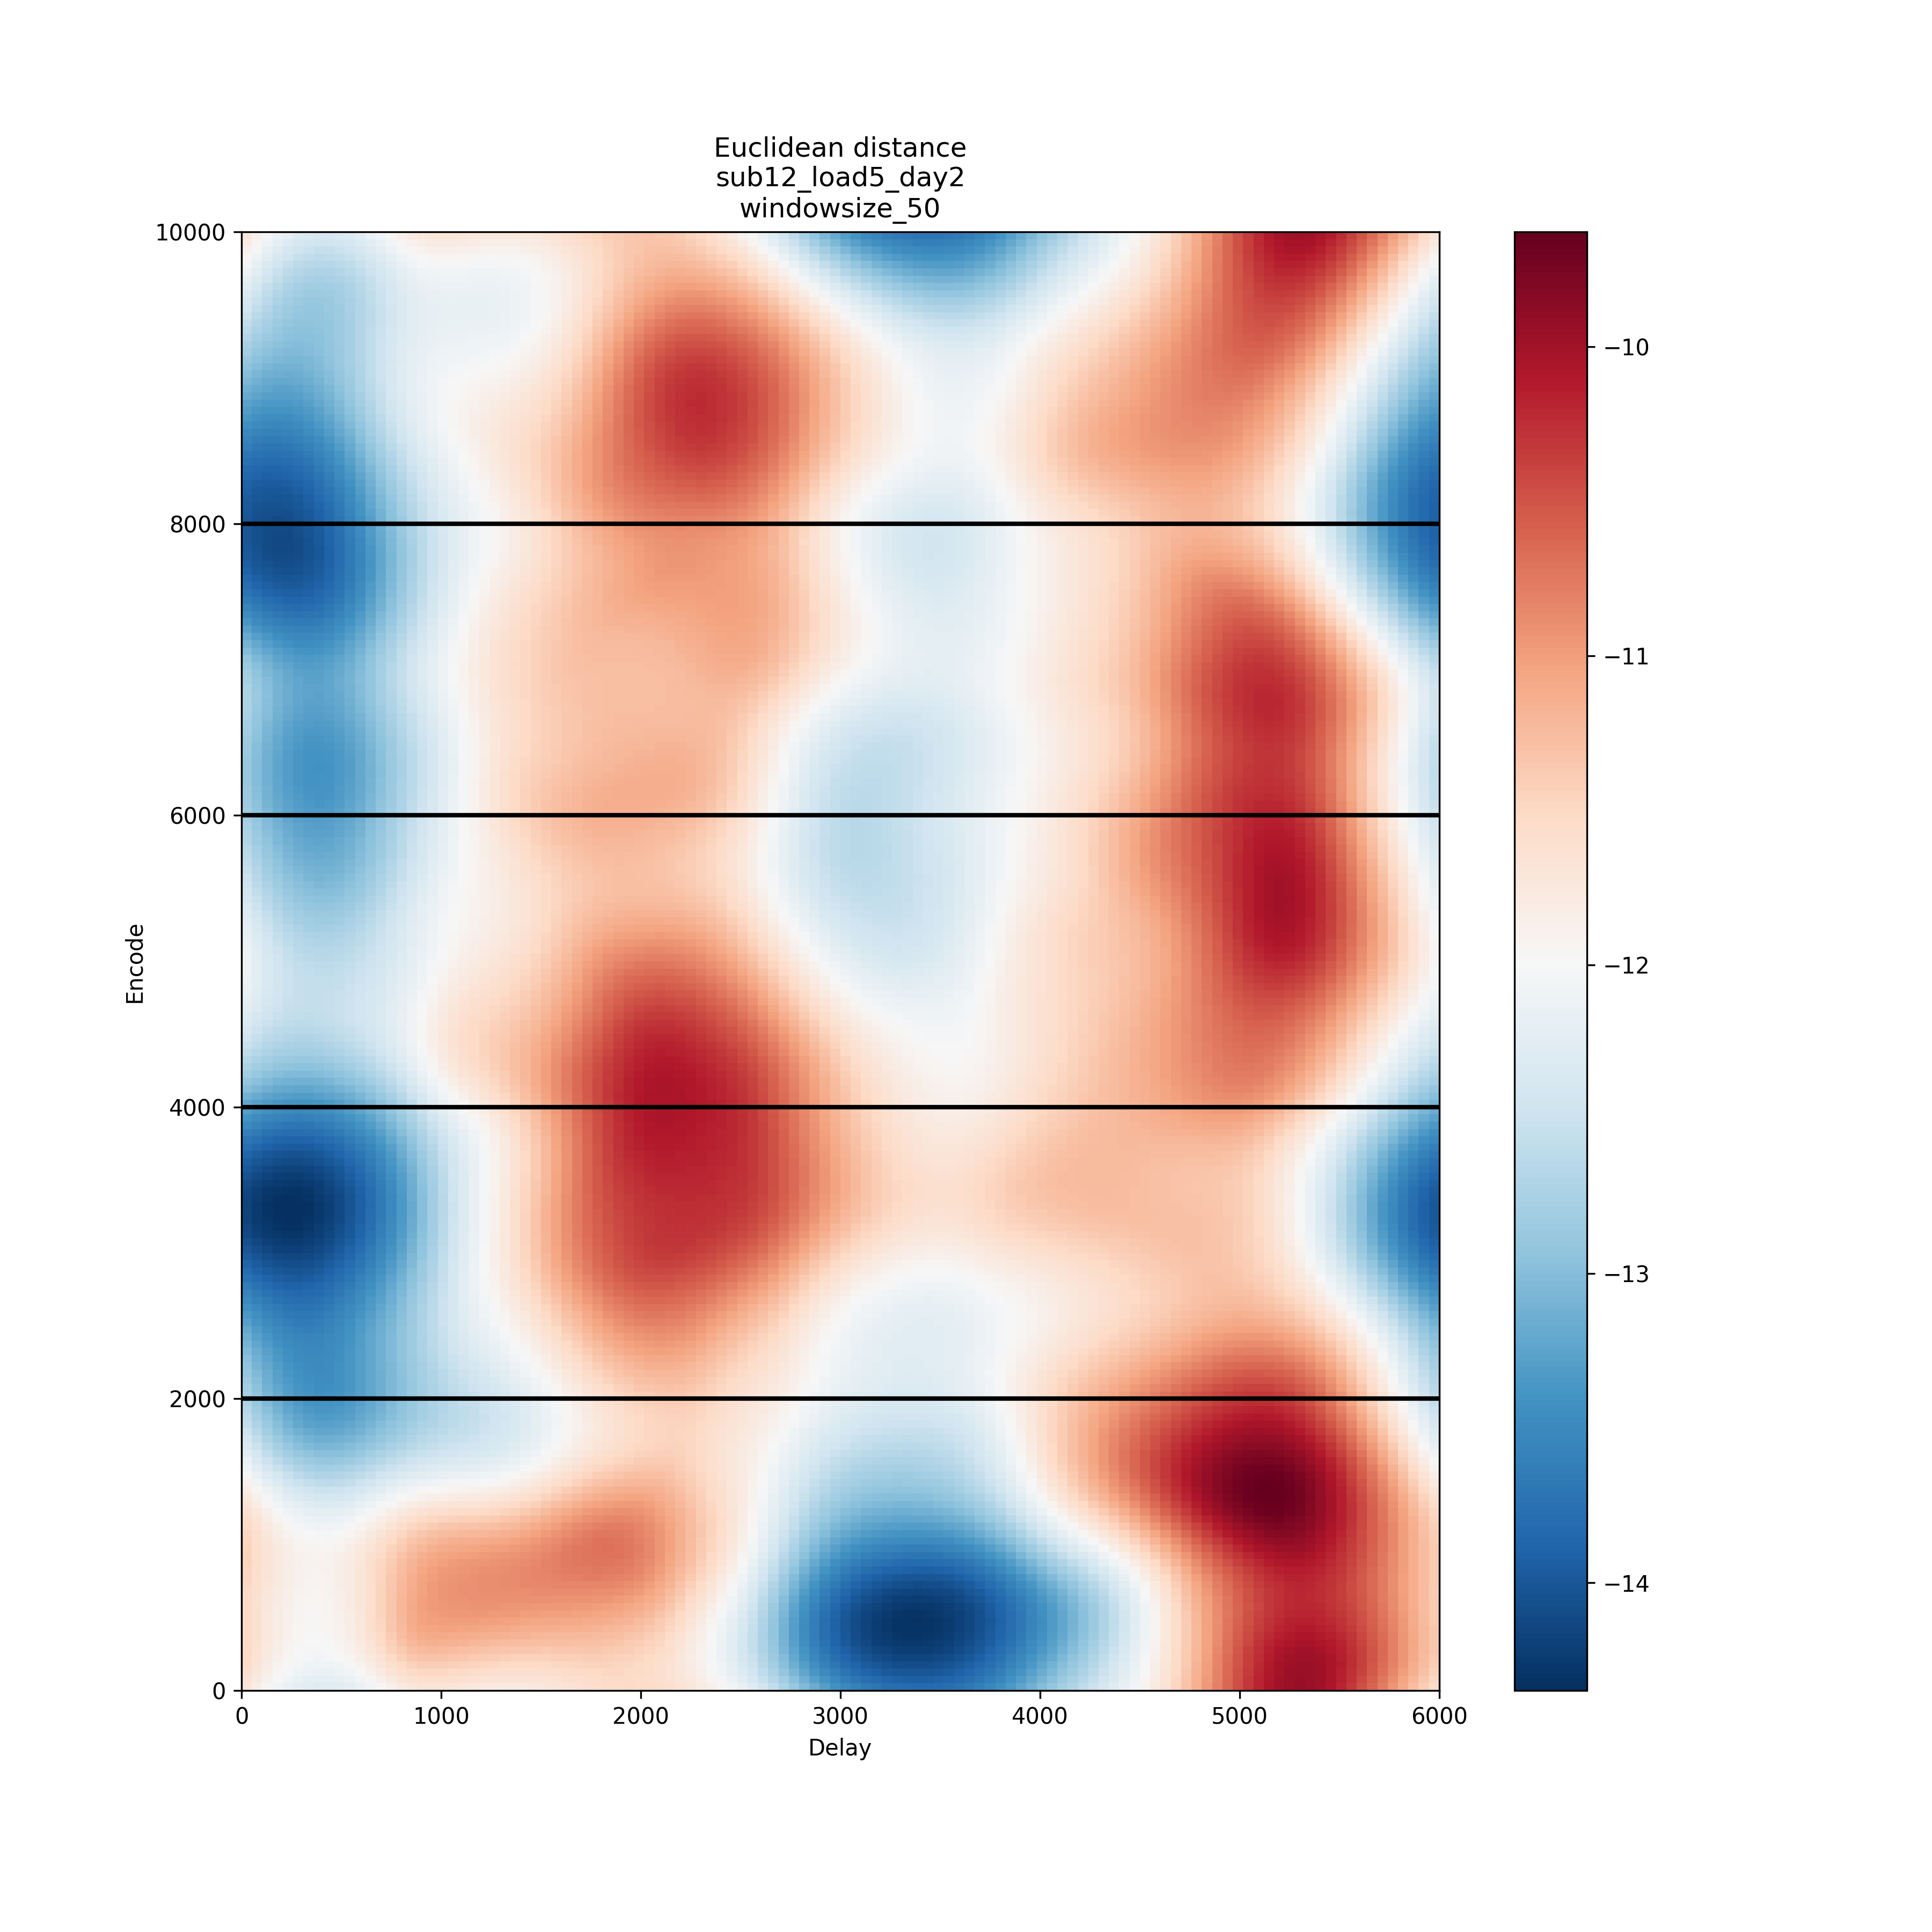 Euclidean distance
sub12_load5_day2
windowsize_50
10000
8000
6000
4000
2000
0
Encode
0 1000 2000 3000 4000 5000 6000
Delay
−10
−11
−12
−13
−14